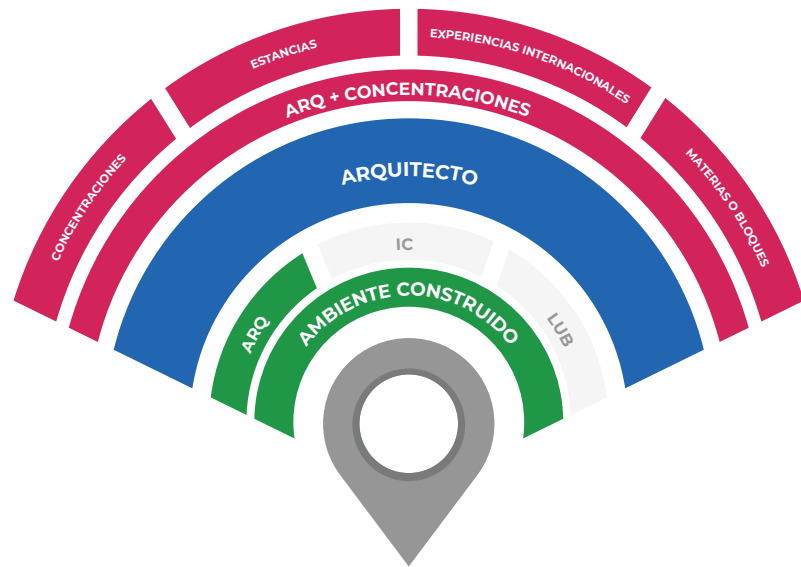 CONCENTRACIONES
ESTANCIAS
EXPERIENCIAS INTERNACIONALES
MATERIAS O BLOQUES
ARQ + CONCENTRACIONES
ARQUITECTO
ARQ
IC
LUB
AMBIENTE CONSTRUIDO